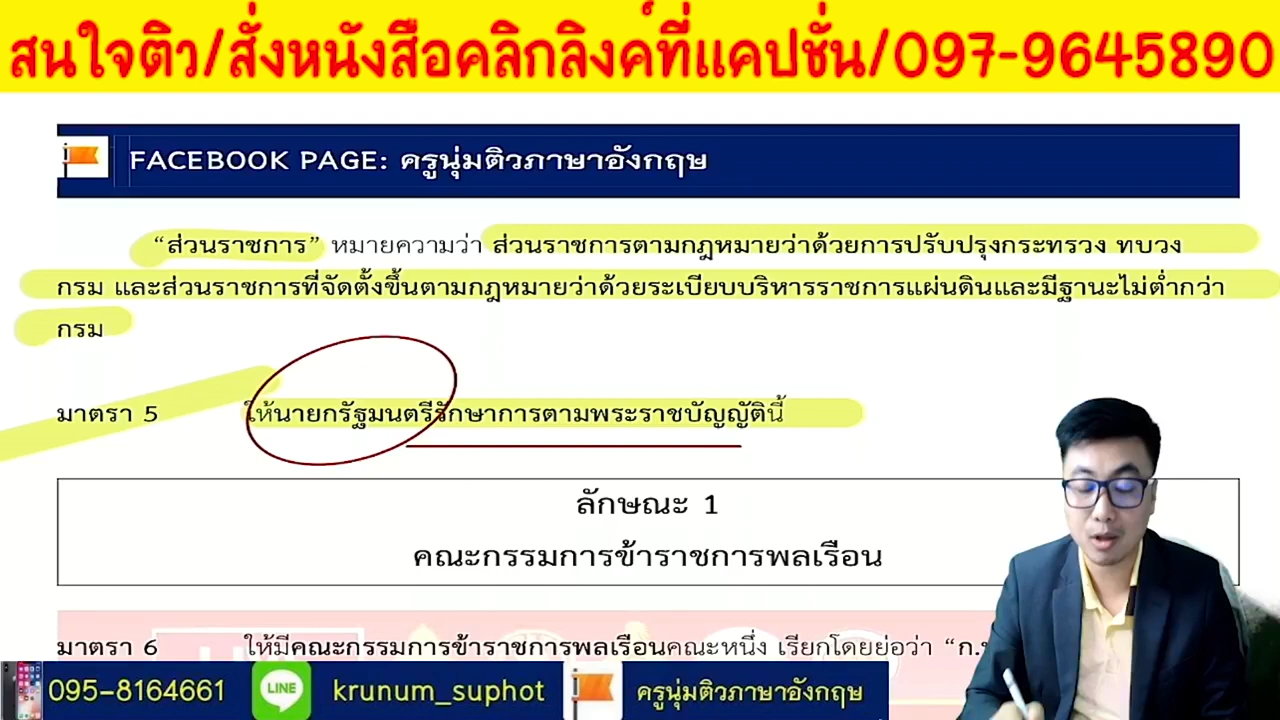 สนใจติว/สั่งหนังสือคลิกลิงค์ที่แคปชั่น/097-9645890
FACEBOOK PAGE: ครูนุ่มติวภาษาอังกฤษ
“ส่วนราชการ” หมายความว่า ส่วนราชการตามกฎหมายว่าด้วยการปรับปรุงกระทรวง ทบวง
กรม และส่วนราชการที่จัดตั้งขึ้นตามกฎหมายว่าด้วยระเบียบบริหารราชการแผ่นดินและมีฐานะไม่ต่ำกว่า
กรม
มาตรา 5 ให้นายกรัฐมนตรีรักษาการตามพระราชบัญญัตินี้
ลักษณะ 1
คณะกรรมการข้าราชการพลเรือน
มาตรา 6 ให้มีคณะกรรมการข้าราชการพลเรือนคณะหนึ่ง เรียกโดยย่อว่า “ก.
095-8164661 LINE krunum_suphot ครูนุ่มติวภาษาอังกฤษ